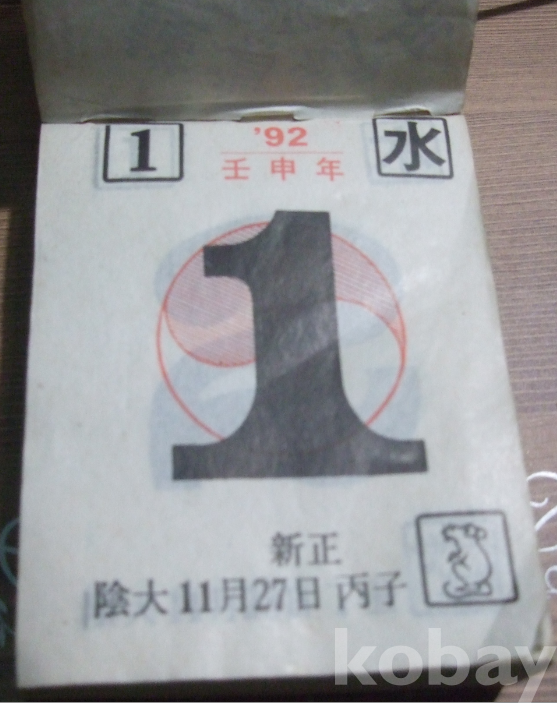 1 '92 水
壬申年
1
新正
陰大11月27日 丙子
kobay